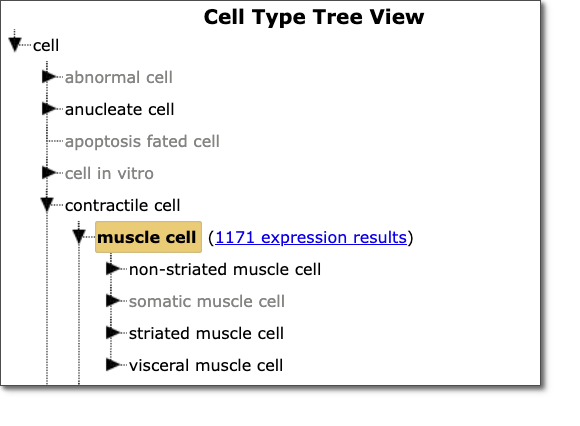 Cell Type Tree View
cell
abnormal cell
anucleate cell
apoptosis fated cell
cell in vitro
contractile cell
muscle cell (1171 expression results)
non-striated muscle cell
somatic muscle cell
striated muscle cell
visceral muscle cell